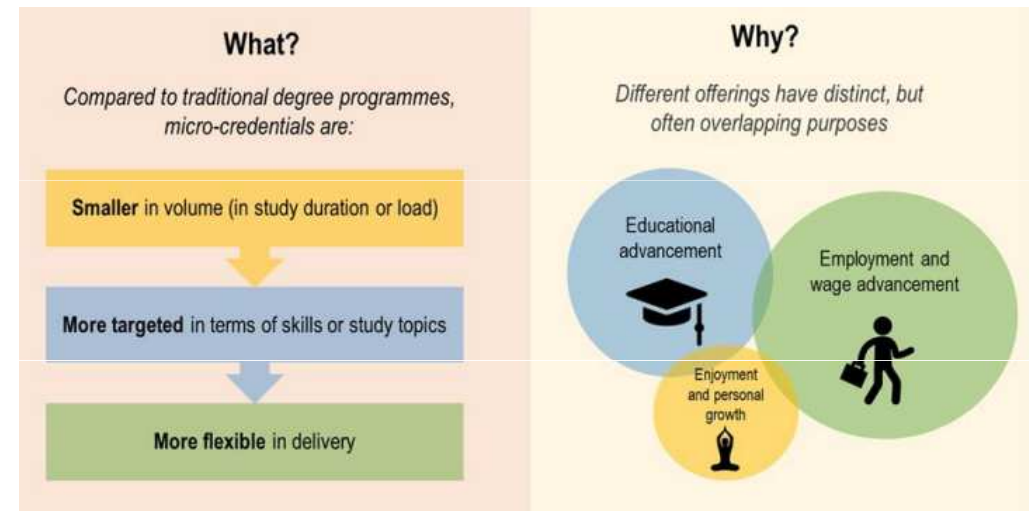 What?
Compared to traditional degree programmes,
micro-credentials are:
Smaller in volume (in study duration or load)
More targeted in terms of skills or study topics
More flexible in delivery
Why?
Different offerings have distinct, but
often overlapping purposes
Educational
advancement
Employment and
wage advancement
Enjoyment
and personal
growth